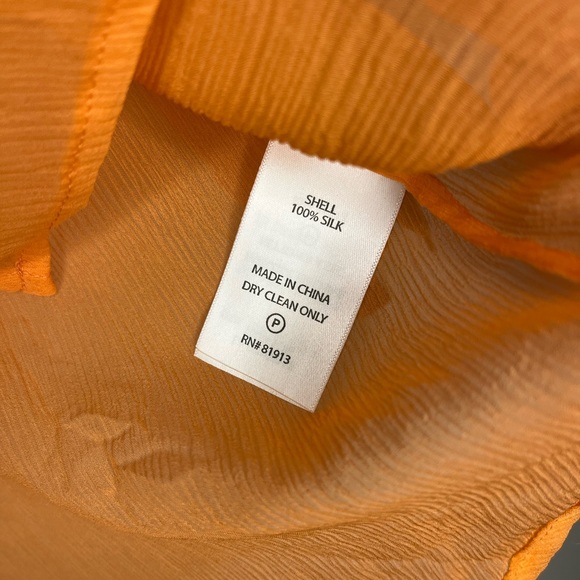 SHELL
100% SILK
MADE IN CHINA
DRY CLEAN ONLY
P
RN# 81913